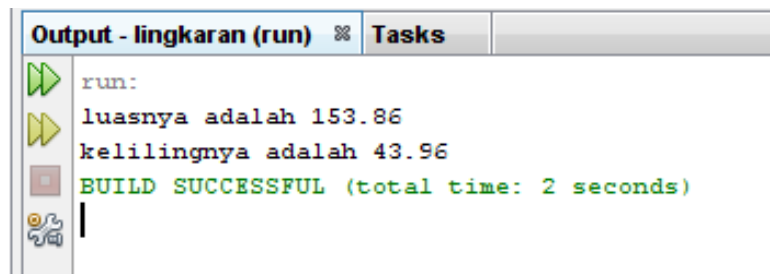 Output - lingkaran (run) Tasks
run:
luasnya adalah 153.86
kelilingnya adalah 43.96
BUILD SUCCESSFUL (total time: 2 seconds)